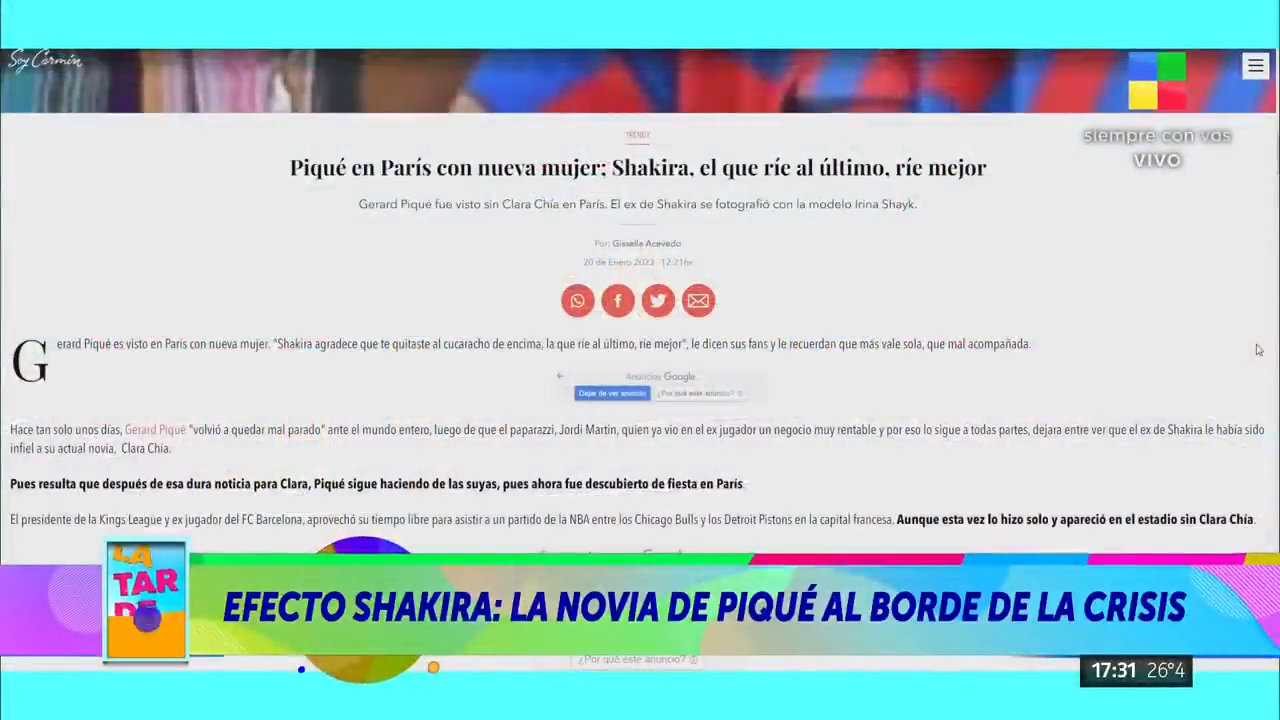 Soy Carmín
siempre con vos
VIVO
TRENDY
Piqué en París con nueva mujer; Shakira, el que ríe al último, ríe mejor
Gerard Piqué fue visto sin Clara Chía en París. El ex de Shakira se fotografió con la modelo Irina Shayk.
Por: Gissella Acevedo
20 de Enero 2023 · 12:21hs
Gerard Piqué es visto en París con nueva mujer. "Shakira agradece que te quitaste al cucaracho de encima, la que ríe al último, ríe mejor", le dicen sus fans y le recuerdan que más vale sola, que mal acompañada.
Anuncios Google
Dejar de ver anuncio ¿Por qué este anuncio?
Hace tan solo unos días, Gerard Piqué "volvió a quedar mal parado" ante el mundo entero, luego de que el paparazzi, Jordi Martin, quien ya vio en el ex jugador un negocio muy rentable y por eso lo sigue a todas partes, dejara entre ver que el ex de Shakira le había sido
infiel a su actual novia, Clara Chía.
Pues resulta que después de esa dura noticia para Clara, Piqué sigue haciendo de las suyas, pues ahora fue descubierto de fiesta en París.
El presidente de la Kings League y ex jugador del FC Barcelona, aprovechó su tiempo libre para asistir a un partido de la NBA entre los Chicago Bulls y los Detroit Pistons en la capital francesa. Aunque esta vez lo hizo solo y apareció en el estadio sin Clara Chía.
LA
TAR
DE
EFECTO SHAKIRA: LA NOVIA DE PIQUÉ AL BORDE DE LA CRISIS
¿Por qué este anuncio?
17:31 26°4